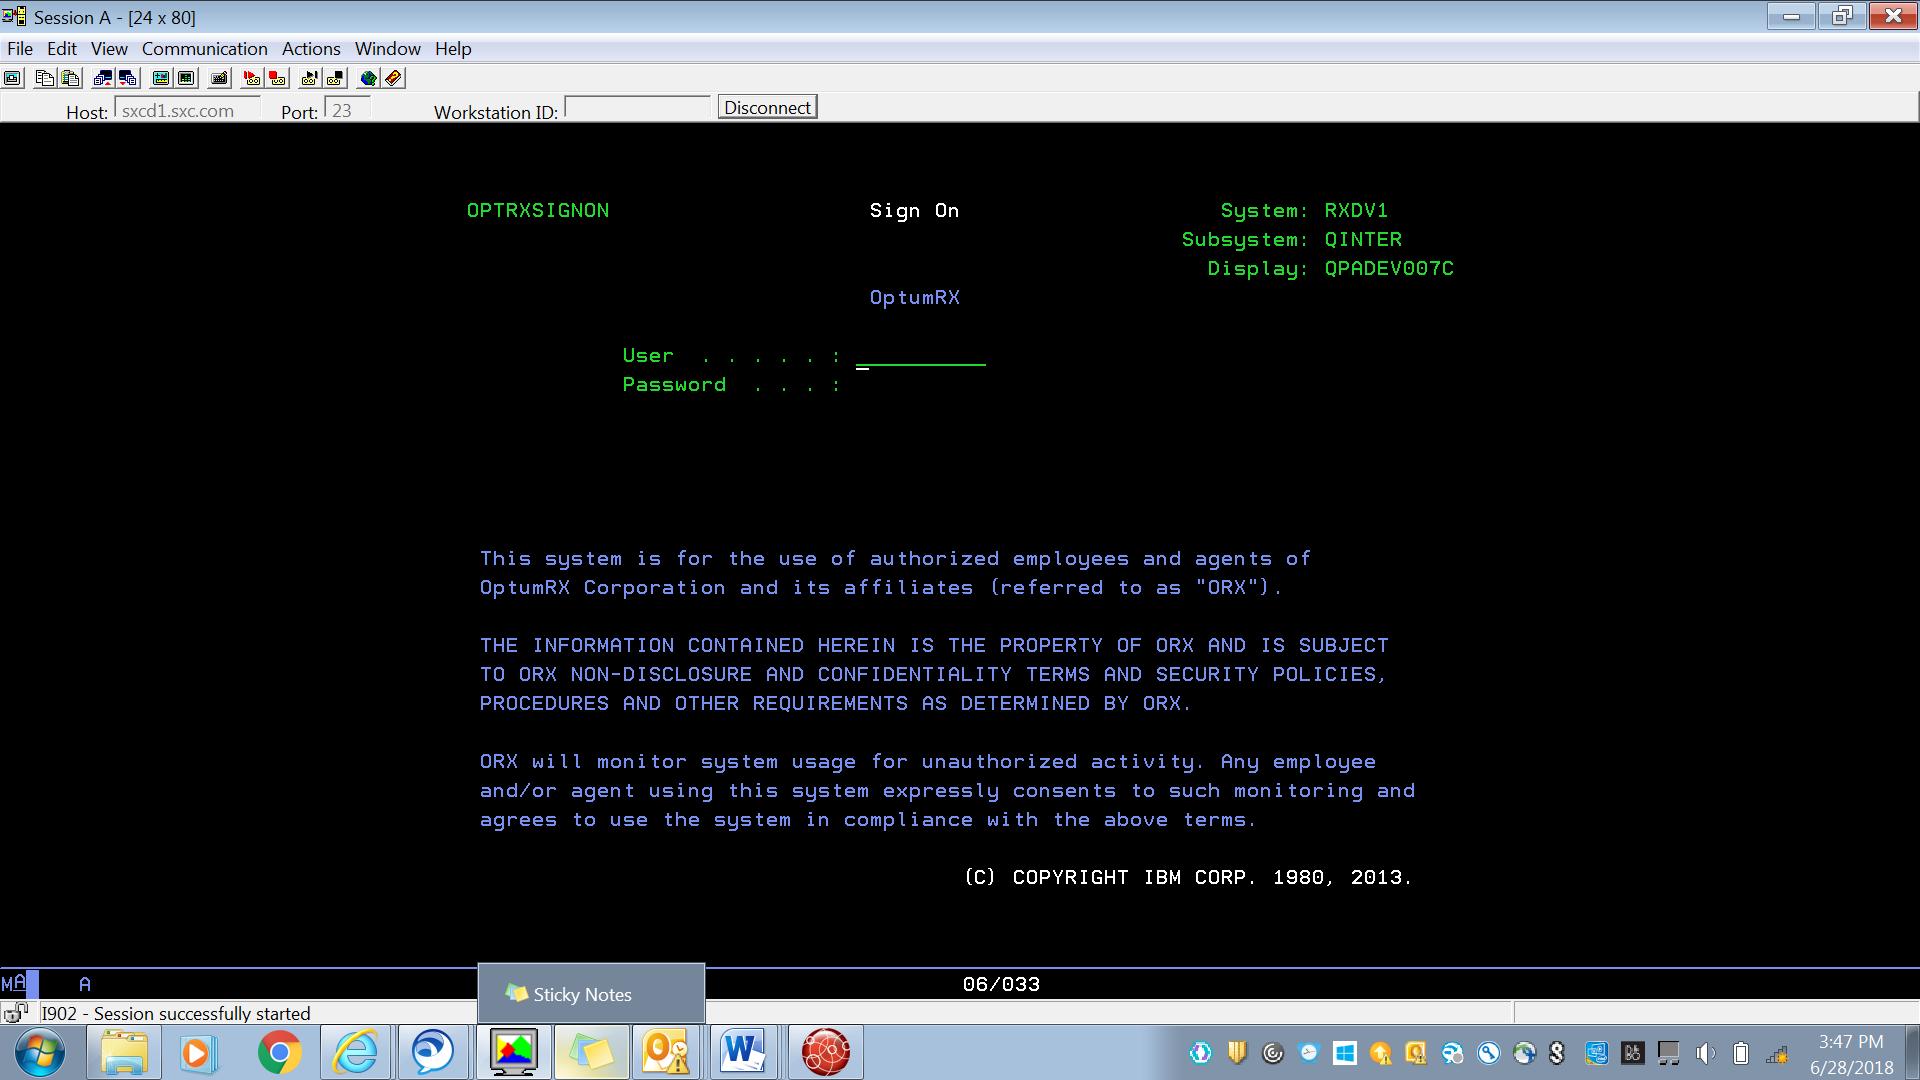 Session A - [24 x 80]
File Edit View Communication Actions Window Help
Host: sxcd1.sxc.com Port: 23 Workstation ID: Disconnect
OPTRXSIGNON Sign On System: RXDV1
Subsystem: QINTER
Display: QPADEV007C
OptumRX
User . . . . . :
Password . . . :
This system is for the use of authorized employees and agents of
OptumRX Corporation and its affiliates (referred to as "ORX").
THE INFORMATION CONTAINED HEREIN IS THE PROPERTY OF ORX AND IS SUBJECT
TO ORX NON-DISCLOSURE AND CONFIDENTIALITY TERMS AND SECURITY POLICIES,
PROCEDURES AND OTHER REQUIREMENTS AS DETERMINED BY ORX.
ORX will monitor system usage for unauthorized activity. Any employee
and/or agent using this system expressly consents to such monitoring and
agrees to use the system in compliance with the above terms.
(C) COPYRIGHT IBM CORP. 1980, 2013.
MA A 06/033
Sticky Notes
I902 - Session successfully started
3:47 PM
6/28/2018